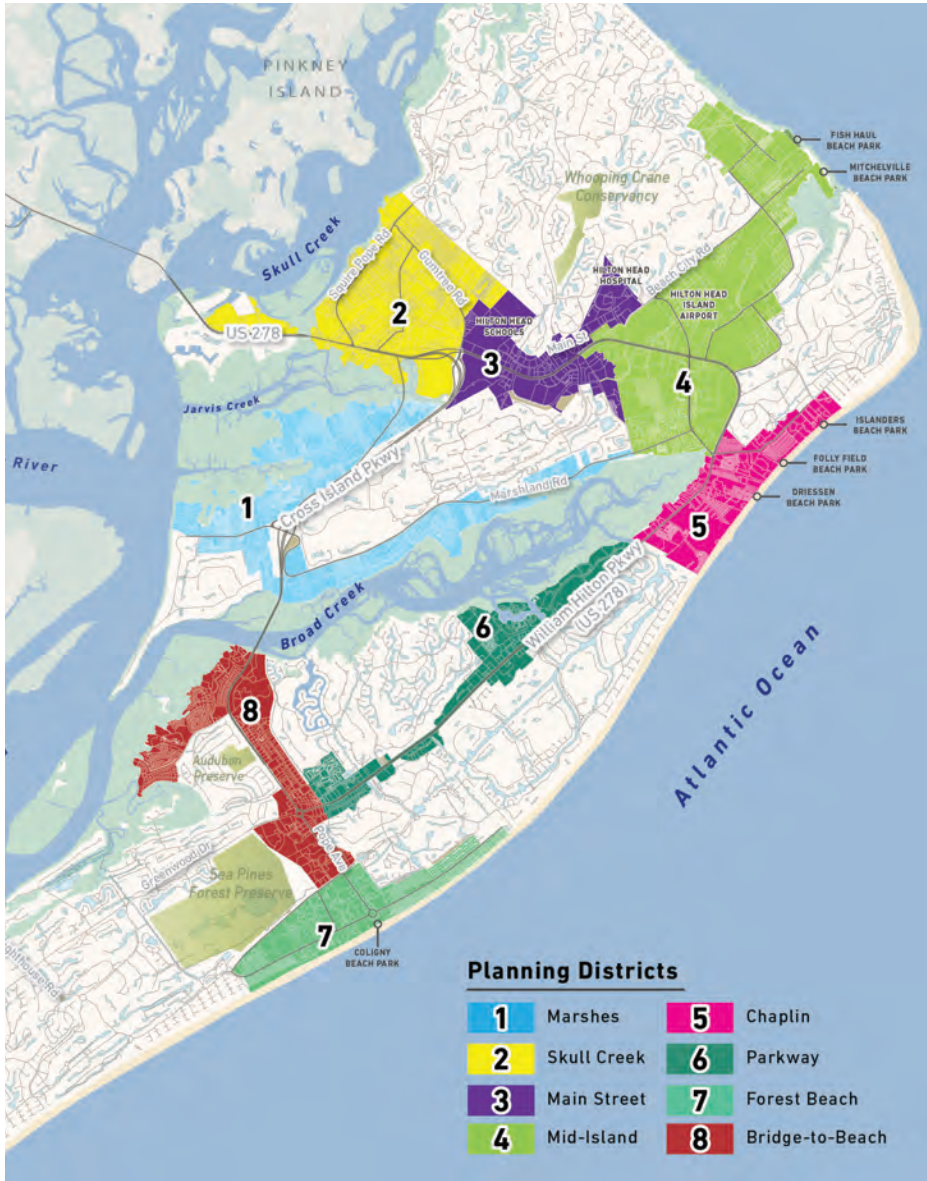 PINKNEY
ISLAND
FISH HAUL
BEACH PARK
MITCHELVILLE
BEACH PARK
Whooping Crane
Conservancy
Skull Creek
Squire Pope Rd
Gumtree Rd
HILTON HEAD
HOSPITAL
Beach City Rd
HILTON HEAD
ISLAND
AIRPORT
2
US-278
HILTON HEAD
SCHOOLS
Main St
3
4
Jarvis Creek
ISLANDERS
BEACH PARK
River
FOLLY FIELD
BEACH PARK
Cross Island Pkwy
Marshland Rd
DRIESSEN
BEACH PARK
1
5
William Hilton Pkwy
(US 278)
Broad Creek
6
Atlantic Ocean
8
Audubon
Preserve
Pope Ave
Greenwood Dr
Sea Pines
Forest Preserve
7
COLIGNY
BEACH PARK
ighthouse Rd
Planning Districts
1 Marshes
2 Skull Creek
3 Main Street
4 Mid-Island
5 Chaplin
6 Parkway
7 Forest Beach
8 Bridge-to-Beach